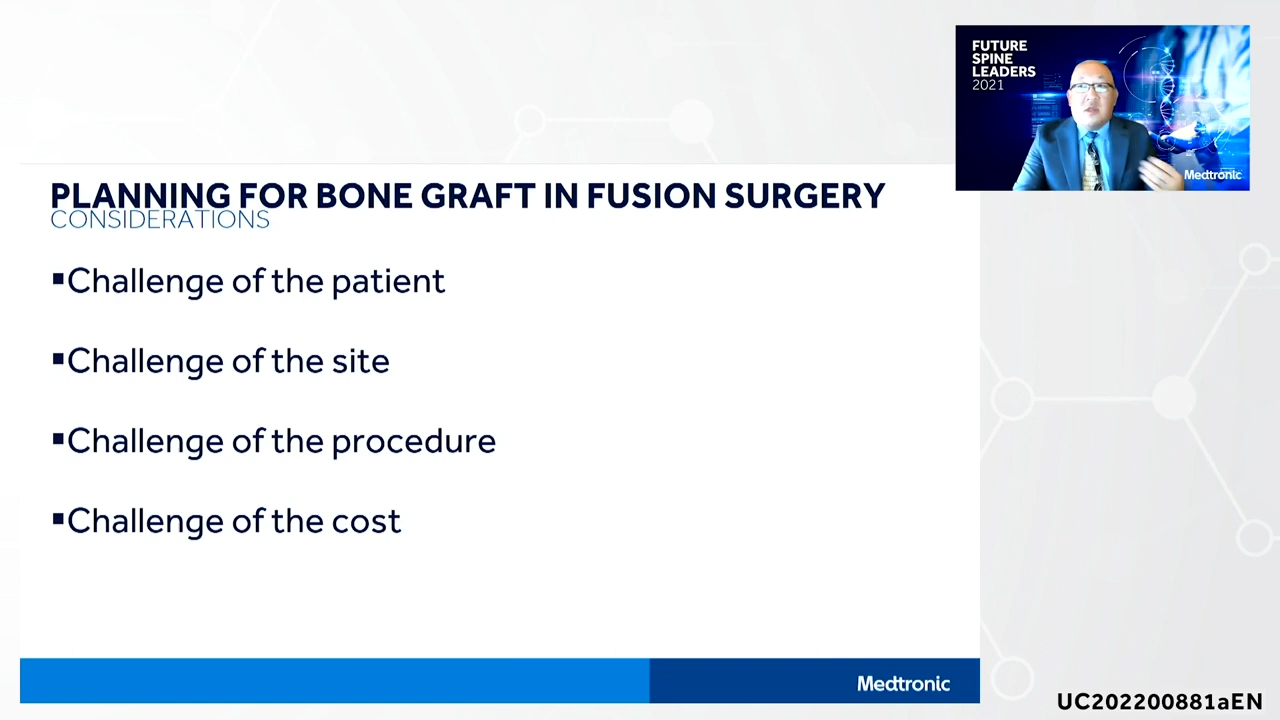 FUTURE
SPINE
LEADERS
2021
Medtronic
PLANNING FOR BONE GRAFT IN FUSION SURGERY
CONSIDERATIONS
▪Challenge of the patient
▪Challenge of the site
▪Challenge of the procedure
▪Challenge of the cost
Medtronic
UC202200881aEN